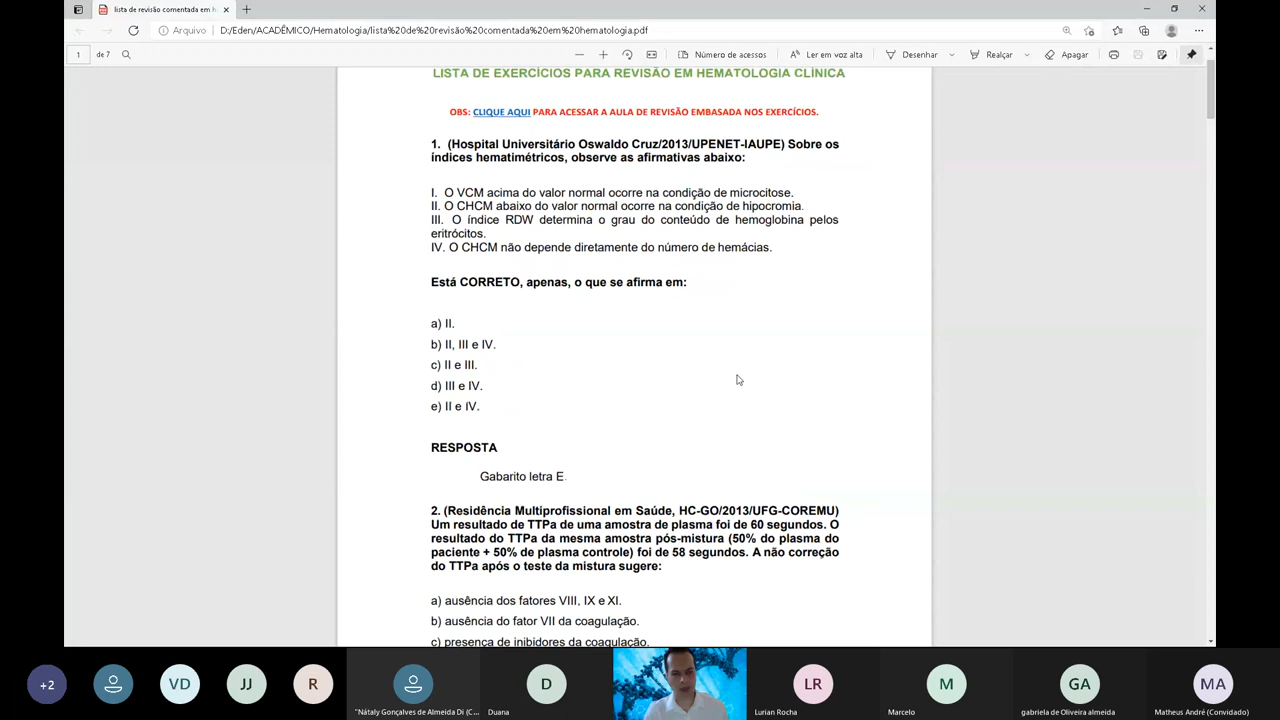 lista de revisão comentada em h
Arquivo D:/Eden/ACADÊMICO/Hematologia/lista%20de%20revisão%20comentada%20em%20hematologia.pdf
1 de 7 Número de acessos Ler em voz alta Desenhar Realçar Apagar
LISTA DE EXERCÍCIOS PARA REVISÃO EM HEMATOLOGIA CLÍNICA
OBS: CLIQUE AQUI PARA ACESSAR A AULA DE REVISÃO EMBASADA NOS EXERCÍCIOS.
1. (Hospital Universitário Oswaldo Cruz/2013/UPENET-IAUPE) Sobre os
índices hematimétricos, observe as afirmativas abaixo:
I. O VCM acima do valor normal ocorre na condição de microcitose.
II. O CHCM abaixo do valor normal ocorre na condição de hipocromia.
III. O índice RDW determina o grau do conteúdo de hemoglobina pelos
eritrócitos.
IV. O CHCM não depende diretamente do número de hemácias.
Está CORRETO, apenas, o que se afirma em:
a) II.
b) II, III e IV.
c) II e III.
d) III e IV.
e) II e IV.
RESPOSTA
Gabarito letra E.
2. (Residência Multiprofissional em Saúde, HC-GO/2013/UFG-COREMU)
Um resultado de TTPa de uma amostra de plasma foi de 60 segundos. O
resultado do TTPa da mesma amostra pós-mistura (50% do plasma do
paciente + 50% de plasma controle) foi de 58 segundos. A não correção
do TTPa após o teste da mistura sugere:
a) ausência dos fatores VIII, IX e XI.
b) ausência do fator VII da coagulação.
c) presença de inibidores da coagulação.
+2 VD JJ R D LR M GA MA
"Nátaly Gonçalves de Almeida Di (C... Duana Lurian Rocha Marcelo gabriela de Oliveira almeida Matheus André (Convidado)